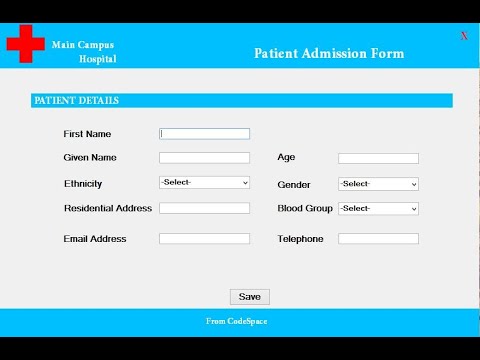 X
Main Campus
Hospital
Patient Admission Form
PATIENT DETAILS
First Name
Given Name
Age
Ethnicity -Select-
Gender -Select-
Residential Address
Blood Group -Select-
Email Address
Telephone
Save
From CodeSpace